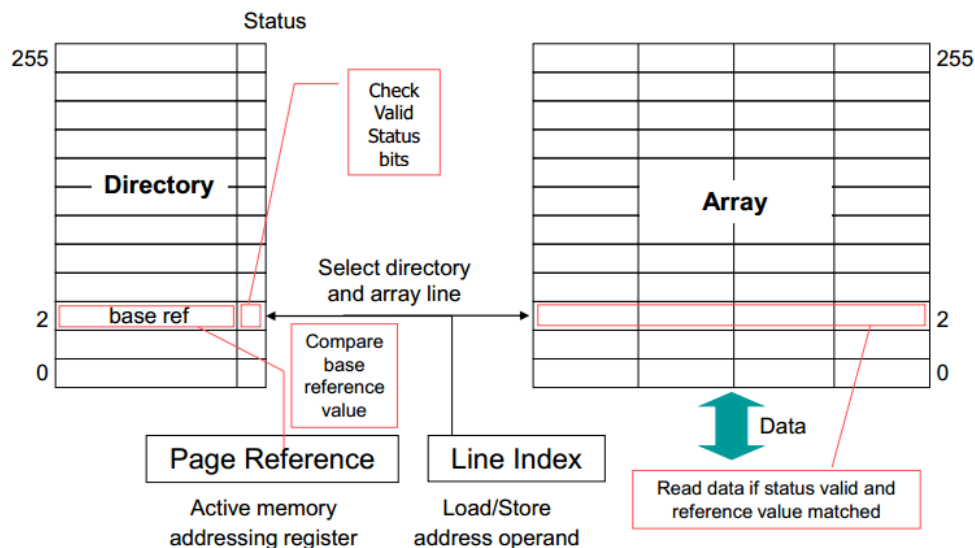 Status
255
255
Check
Valid
Status
bits
Directory
Array
Select directory
and array line
2
base ref
2
Compare
base
reference
value
0
0
Data
Page Reference
Line Index
Read data if status valid and
reference value matched
Active memory
addressing register
Load/Store
address operand